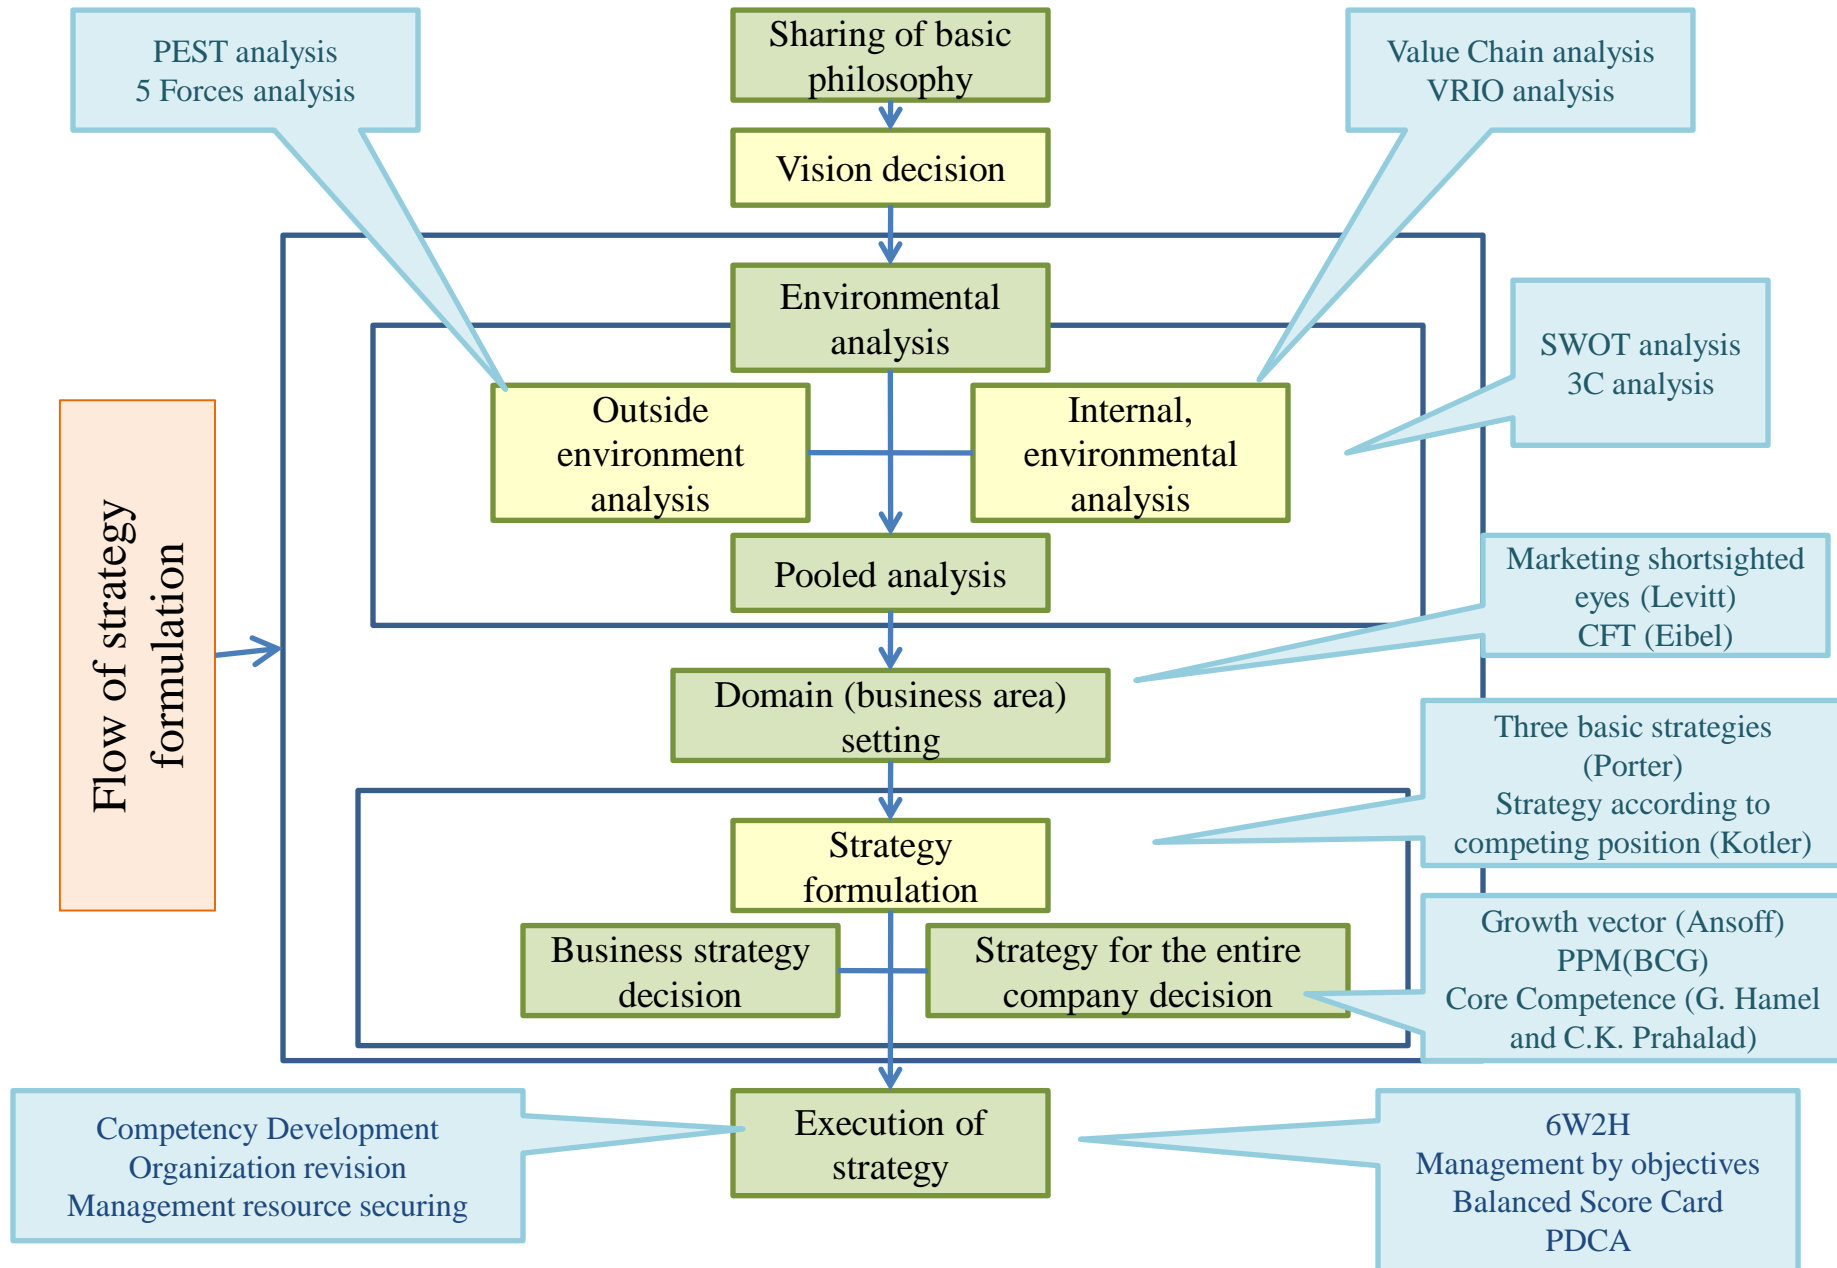 PEST analysis
5 Forces analysis
Sharing of basic
philosophy
Value Chain analysis
VRIO analysis
Vision decision
Environmental
analysis
SWOT analysis
3C analysis
Outside
environment
analysis
Internal,
environmental
analysis
Flow of strategy
formulation
Pooled analysis
Marketing shortsighted
eyes (Levitt)
CFT (Eibel)
Domain (business area)
setting
Three basic strategies
(Porter)
Strategy according to
competing position (Kotler)
Strategy
formulation
Business strategy
decision
Strategy for the entire
company decision
Growth vector (Ansoff)
PPM(BCG)
Core Competence (G. Hamel
and C.K. Prahalad)
Competency Development
Organization revision
Management resource securing
Execution of
strategy
6W2H
Management by objectives
Balanced Score Card
PDCA